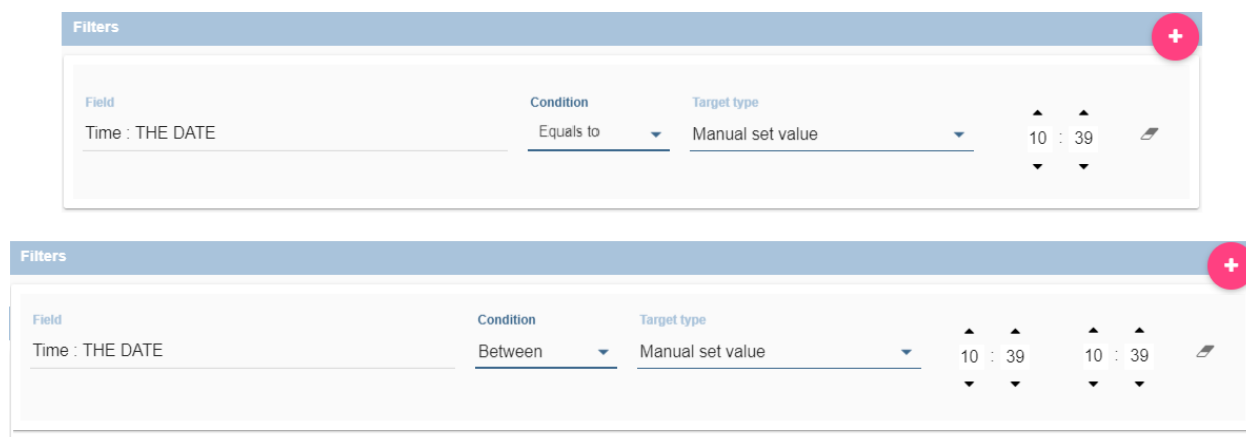 Filters
Field Condition Target type
Time : THE DATE Equals to Manual set value 10 : 39
Filters
Field Condition Target type
Time : THE DATE Between Manual set value 10 : 39 10 : 39